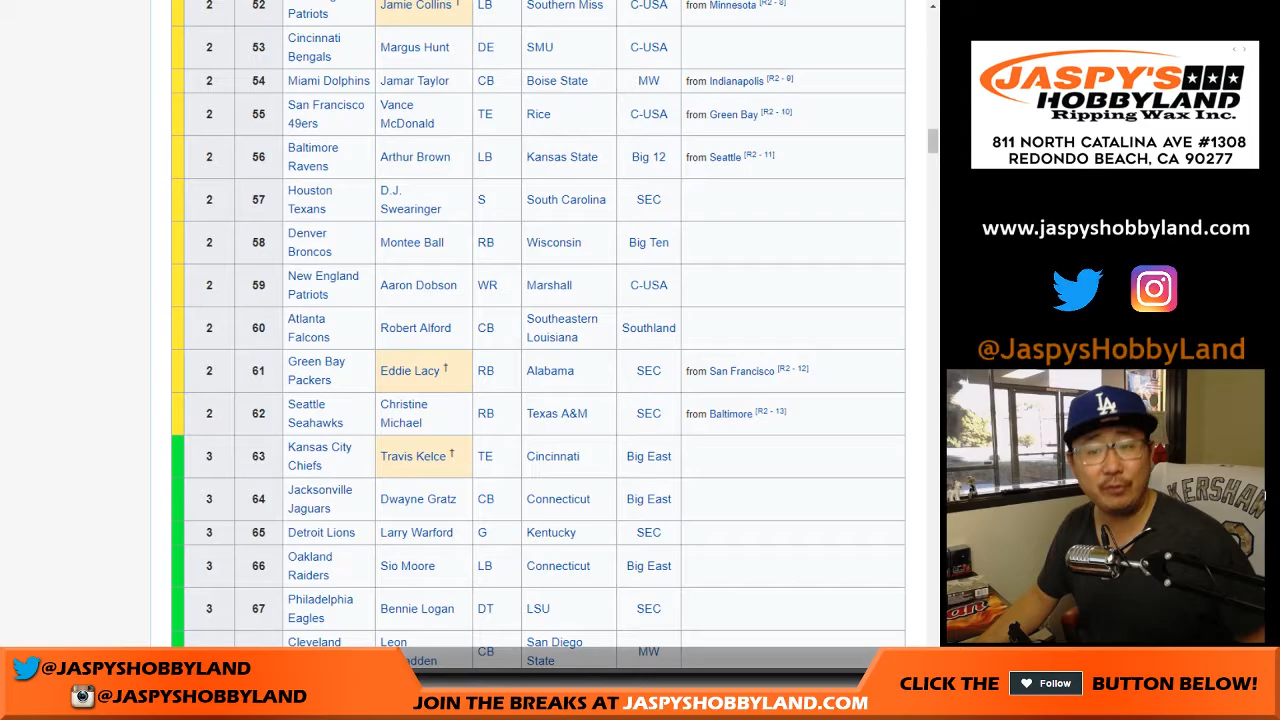 2 52 Patriots Jamie Collins † LB Southern Miss C-USA from Minnesota [R2 - 8]
2 53 Cincinnati Bengals Margus Hunt DE SMU C-USA
2 54 Miami Dolphins Jamar Taylor CB Boise State MW from Indianapolis [R2 - 9]
2 55 San Francisco 49ers Vance McDonald TE Rice C-USA from Green Bay [R2 - 10]
2 56 Baltimore Ravens Arthur Brown LB Kansas State Big 12 from Seattle [R2 - 11]
2 57 Houston Texans D.J. Swearinger S South Carolina SEC
2 58 Denver Broncos Montee Ball RB Wisconsin Big Ten
2 59 New England Patriots Aaron Dobson WR Marshall C-USA
2 60 Atlanta Falcons Robert Alford CB Southeastern Louisiana Southland
2 61 Green Bay Packers Eddie Lacy † RB Alabama SEC from San Francisco [R2 - 12]
2 62 Seattle Seahawks Christine Michael RB Texas A&M SEC from Baltimore [R2 - 13]
3 63 Kansas City Chiefs Travis Kelce † TE Cincinnati Big East
3 64 Jacksonville Jaguars Dwayne Gratz CB Connecticut Big East
3 65 Detroit Lions Larry Warford G Kentucky SEC
3 66 Oakland Raiders Sio Moore LB Connecticut Big East
3 67 Philadelphia Eagles Bennie Logan DT LSU SEC
Cleveland Leon CB San Diego State MW
JASPY'S
HOBBYLAND
Ripping Wax Inc.
811 NORTH CATALINA AVE #1308
REDONDO BEACH, CA 90277
www.jaspyshobbyland.com
@JaspysHobbyLand
LA
KERSHAW
@JASPYSHOBBYLAND
@JASPYSHOBBYLAND
JOIN THE BREAKS AT JASPYSHOBBYLAND.COM
CLICK THE Follow BUTTON BELOW!